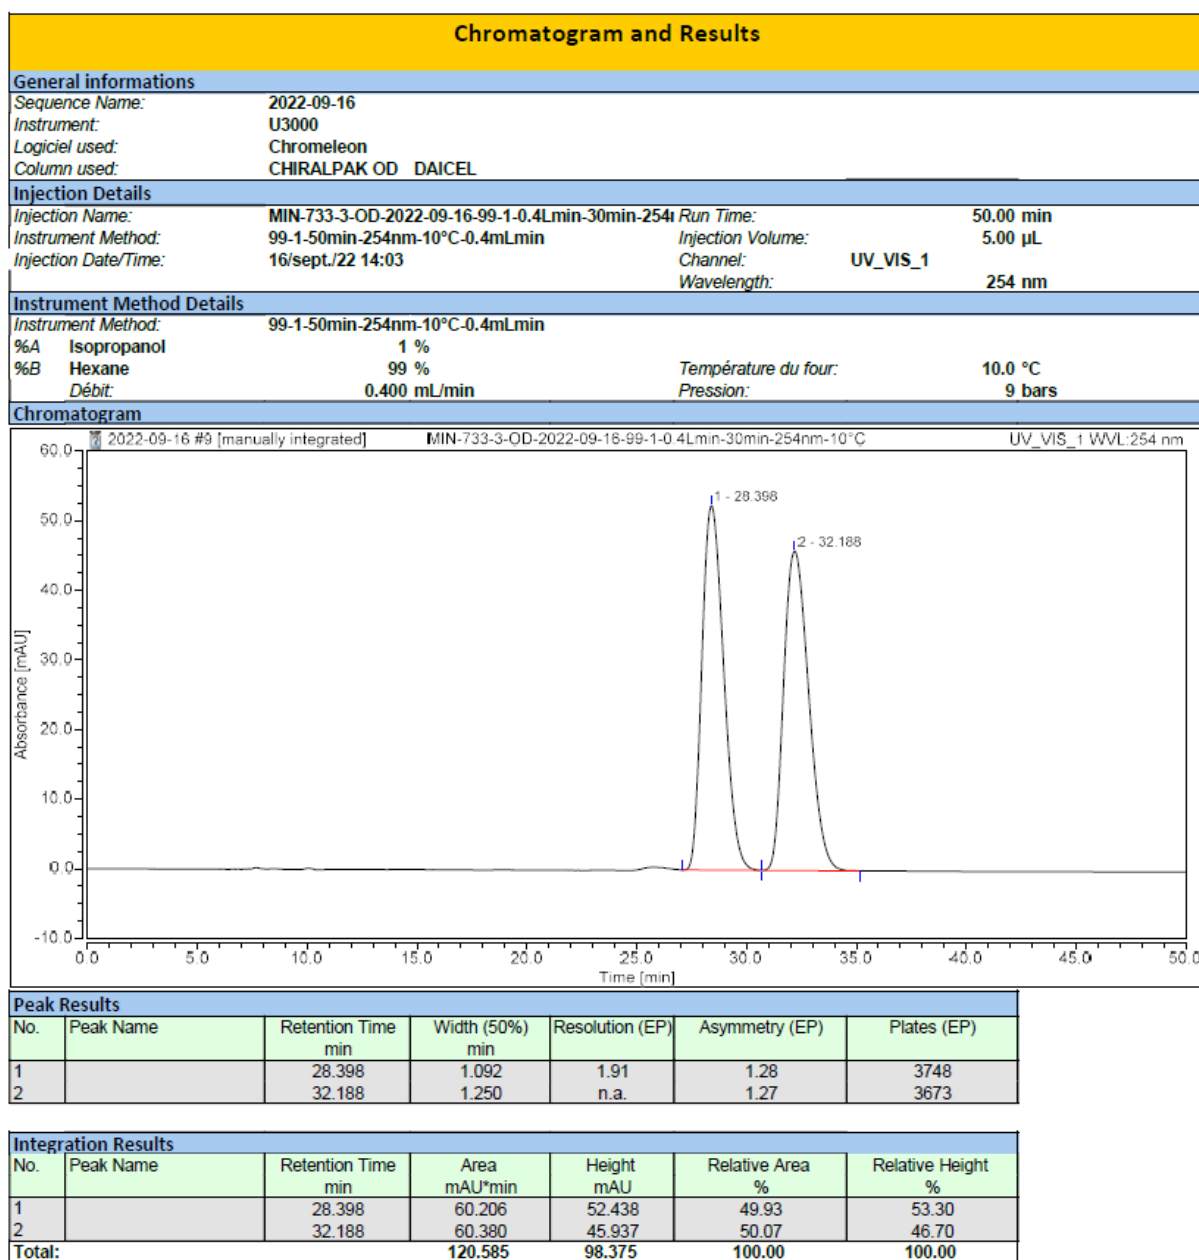 Chromatogram and Results
General informations
Sequence Name: 2022-09-16
Instrument: U3000
Logiciel used: Chromeleon
Column used: CHIRALPAK OD DAICEL
Injection Details
Injection Name: MIN-733-3-OD-2022-09-16-99-1-0.4Lmin-30min-254 Run Time: 50.00 min
Instrument Method: 99-1-50min-254nm-10°C-0.4mLmin Injection Volume: 5.00 µL
Injection Date/Time: 16/sept./22 14:03 Channel: UV_VIS_1
Wavelength: 254 nm
Instrument Method Details
Instrument Method: 99-1-50min-254nm-10°C-0.4mLmin
%A Isopropanol 1 %
%B Hexane 99 % Température du four: 10.0 °C
Débit: 0.400 mL/min Pression: 9 bars
Chromatogram
2022-09-16 #9 [manually integrated] MIN-733-3-OD-2022-09-16-99-1-0.4Lmin-30min-254nm-10°C UV_VIS_1 WVL:254 nm
60.0
50.0
40.0
30.0
20.0
10.0
0.0
-10.0
Absorbance [mAU]
1 - 28.398
2 - 32.188
0.0 5.0 10.0 15.0 20.0 25.0 30.0 35.0 40.0 45.0 50.0
Time [min]
Peak Results
No. Peak Name Retention Time Width (50%) Resolution (EP) Asymmetry (EP) Plates (EP)
min min
1 28.398 1.092 1.91 1.28 3748
2 32.188 1.250 n.a. 1.27 3673
Integration Results
No. Peak Name Retention Time Area Height Relative Area Relative Height
min mAU*min mAU % %
1 28.398 60.206 52.438 49.93 53.30
2 32.188 60.380 45.937 50.07 46.70
Total: 120.585 98.375 100.00 100.00